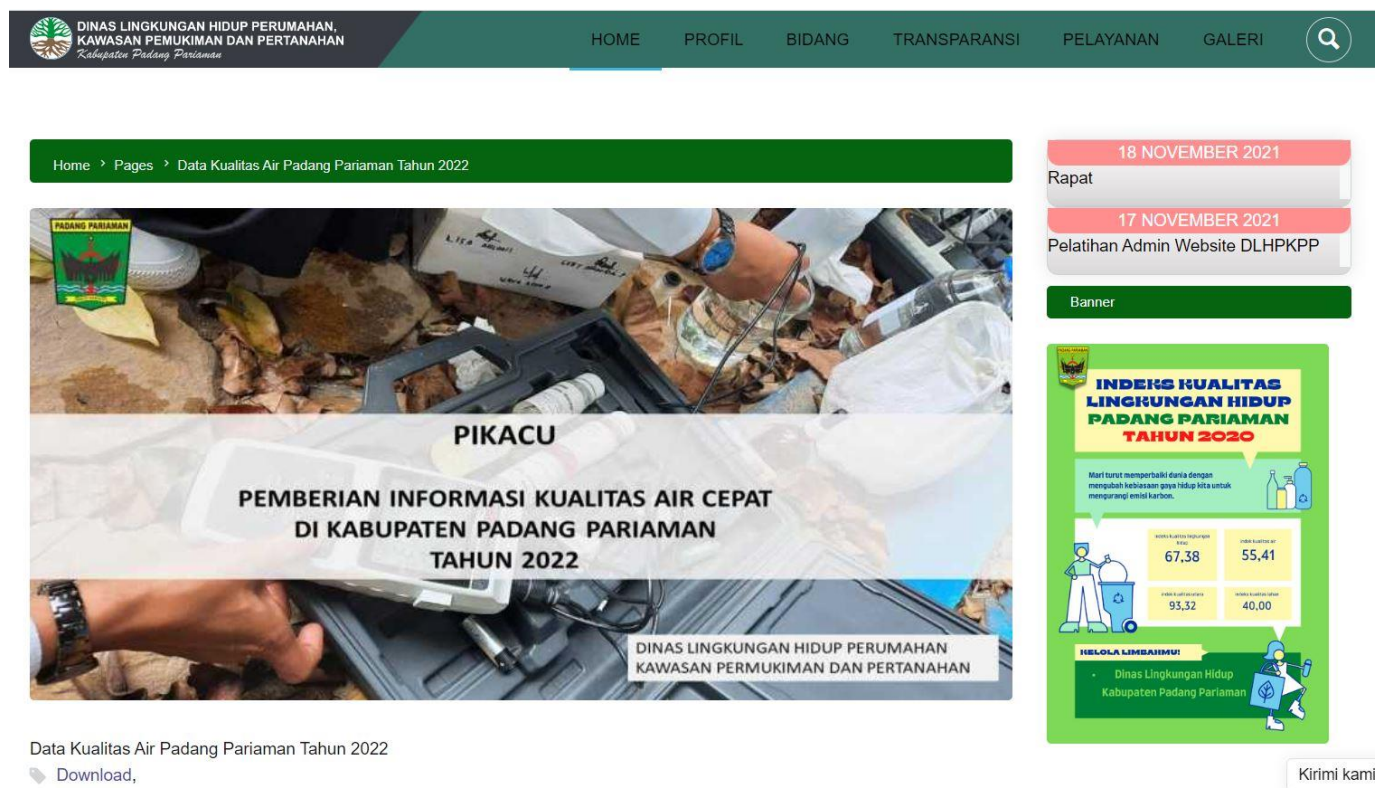 DINAS LINGKUNGAN HIDUP PERUMAHAN,
KAWASAN PEMUKIMAN DAN PERTANAHAN
Kabupaten Padang Pariaman
HOME PROFIL BIDANG TRANSPARANSI PELAYANAN GALERI
Home > Pages > Data Kualitas Air Padang Pariaman Tahun 2022
PADANG PARIAMAN
PIKACU
PEMBERIAN INFORMASI KUALITAS AIR CEPAT
DI KABUPATEN PADANG PARIAMAN
TAHUN 2022
DINAS LINGKUNGAN HIDUP PERUMAHAN
KAWASAN PERMUKIMAN DAN PERTANAHAN
Data Kualitas Air Padang Pariaman Tahun 2022
Download,
18 NOVEMBER 2021
Rapat
17 NOVEMBER 2021
Pelatihan Admin Website DLHPKPP
Banner
INDEKS KUALITAS
LINGKUNGAN HIDUP
PADANG PARIAMAN
TAHUN 2020
Mari turut memperbaiki dunia dengan
mengubah kebiasaan gaya hidup kita untuk
mengurangi emisi karbon.
67,38
55,41
93,32
40,00
KELOLA LIMBAHMU!
• Dinas Lingkungan Hidup
Kabupaten Padang Pariaman
Kirimi kami